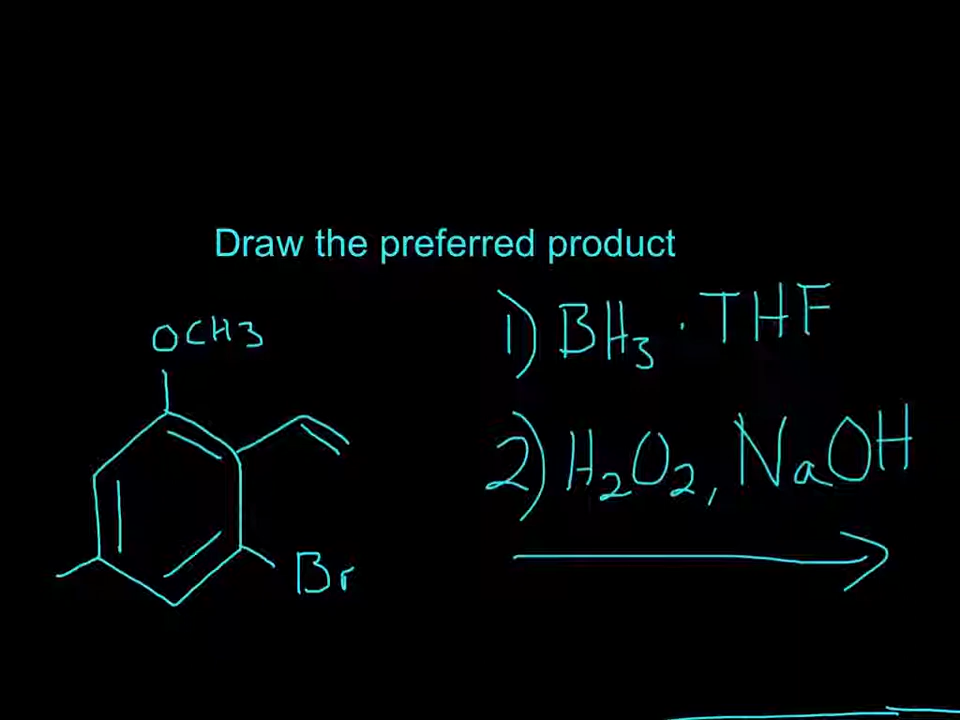 Draw the preferred product
1) BH3 · THF
OCH3
2) H2O2, NaOH
Br